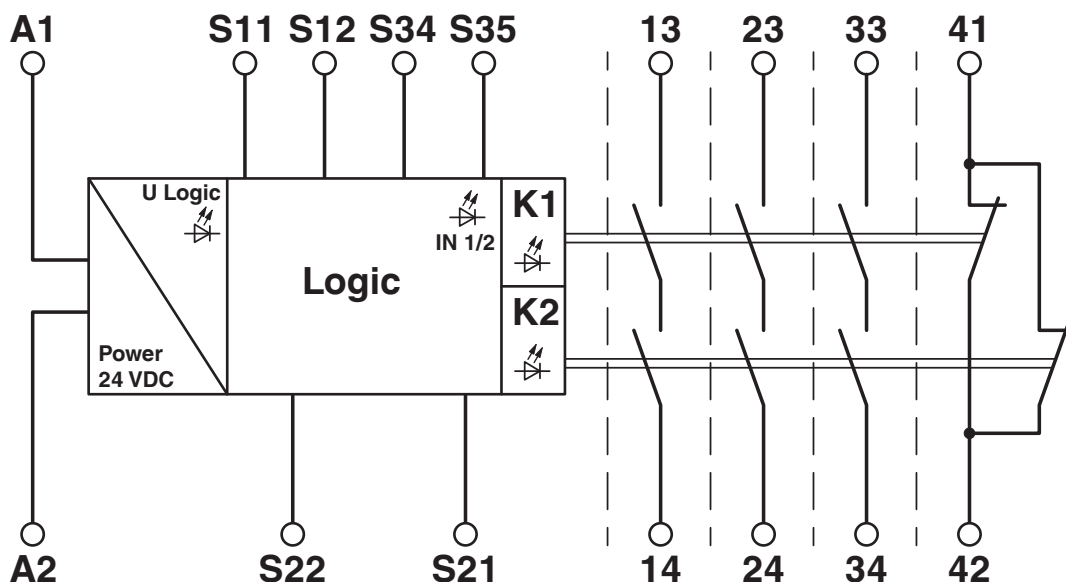 A1 S11 S12 S34 S35 13 23 33 41
U Logic
K1
IN 1/2
Logic
K2
Power
24 VDC
A2 S22 S21 14 24 34 42